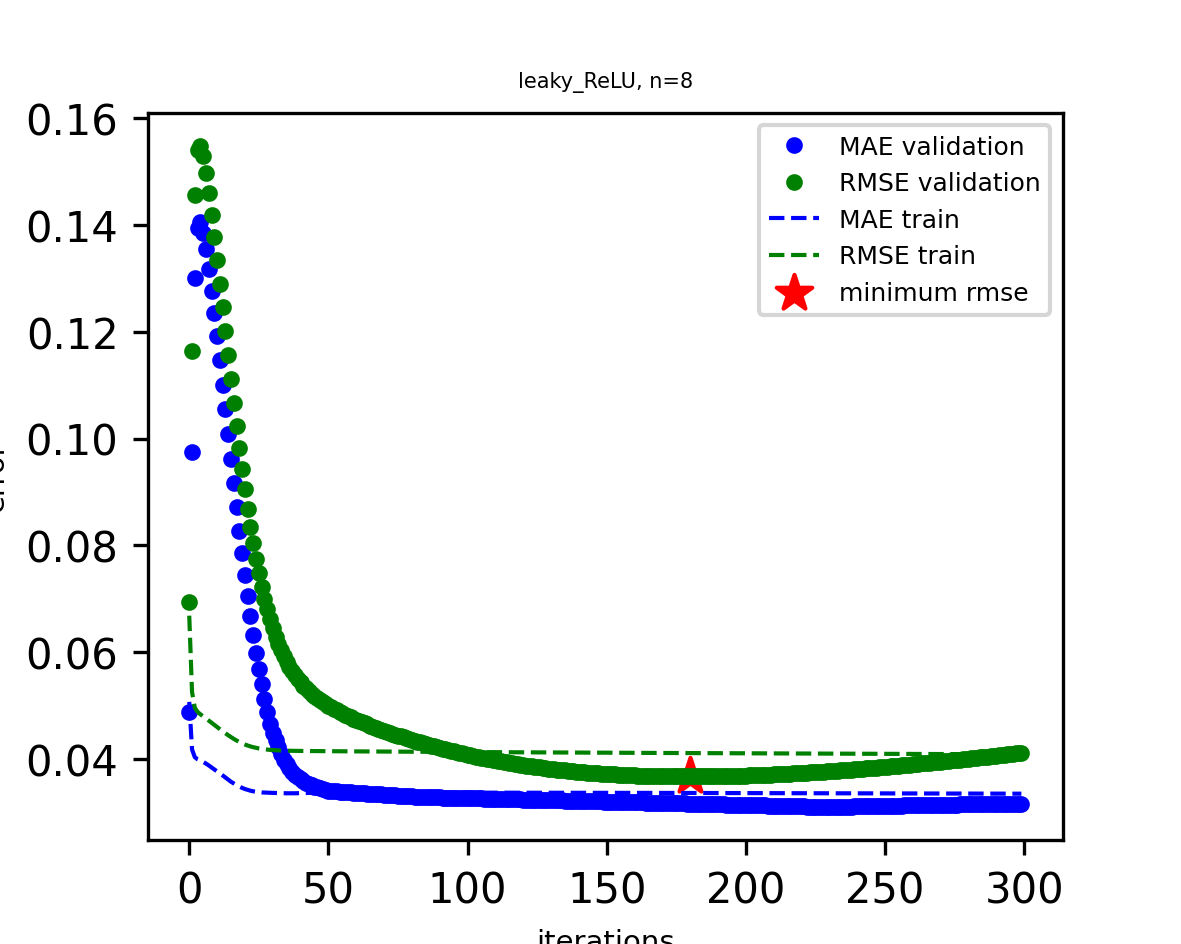 leaky_ReLU, n=8
0.16
0.14
0.12
0.10
0.08
0.06
0.04
MAE validation
RMSE validation
MAE train
RMSE train
minimum rmse
0 50 100 150 200 250 300
iterations